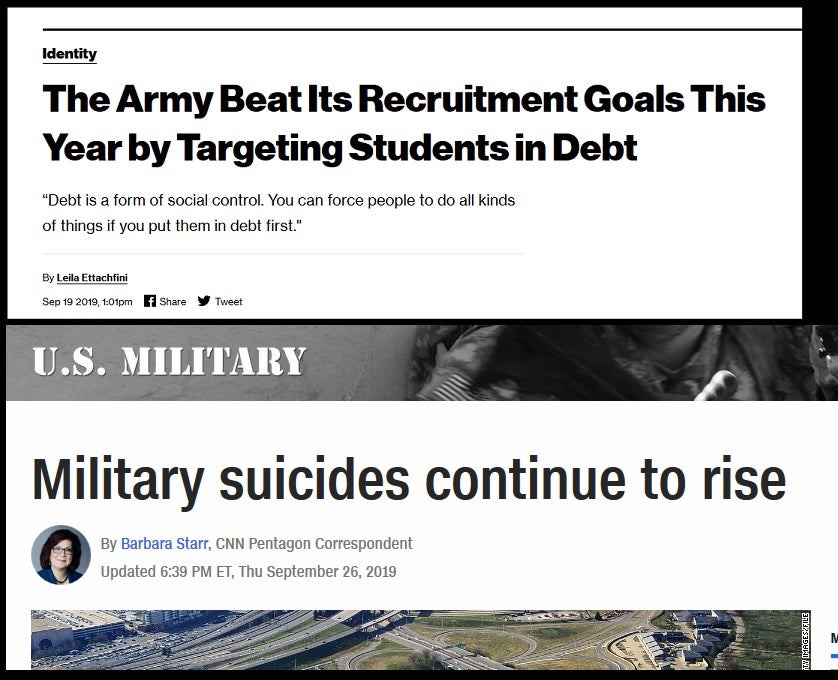 Identity
The Army Beat Its Recruitment Goals This
Year by Targeting Students in Debt
“Debt is a form of social control. You can force people to do all kinds
of things if you put them in debt first."
By Leila Ettachfini
Sep 19 2019, 1:01pm Share Tweet
U.S. MILITARY
Military suicides continue to rise
By Barbara Starr, CNN Pentagon Correspondent
Updated 6:39 PM ET, Thu September 26, 2019
IMAGES/FILE
M